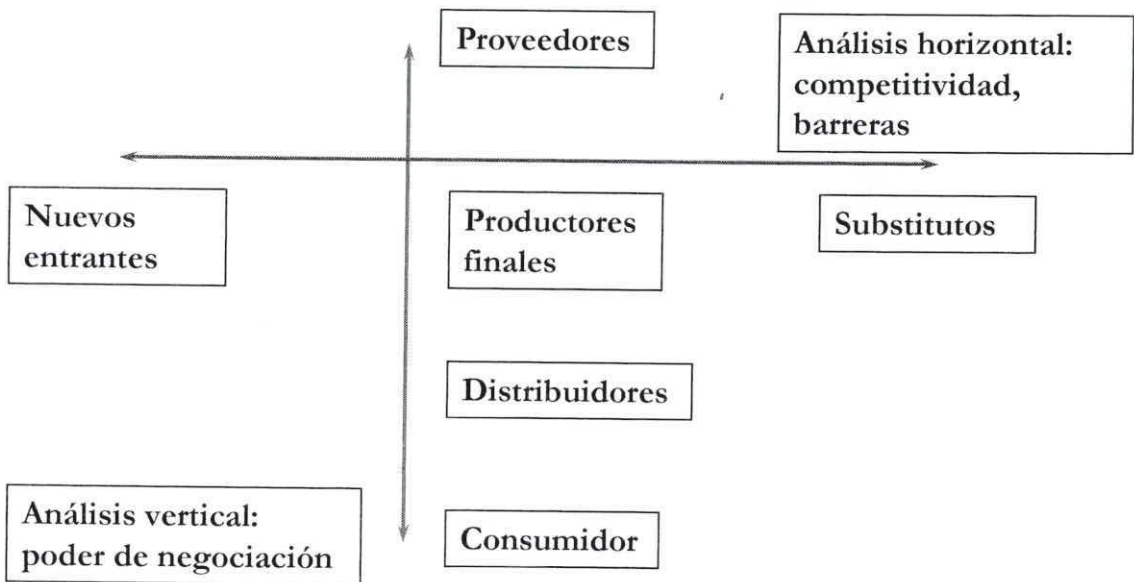 Proveedores
Análisis horizontal:
competitividad,
barreras
Nuevos
entrantes
Productores
finales
Substitutos
Distribuidores
Análisis vertical:
poder de negociación
Consumidor